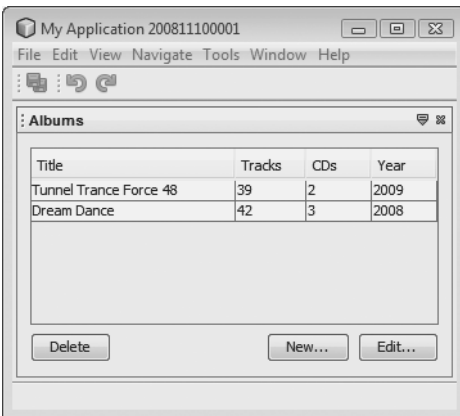 My Application 200811100001
File Edit View Navigate Tools Window Help
Albums
Title Tracks CDs Year
Tunnel Trance Force 48 39 2 2009
Dream Dance 42 3 2008
Delete New... Edit...